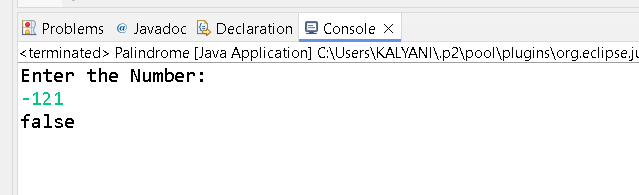 Problems @ Javadoc Declaration Console ×
<terminated> Palindrome [Java Application] C:\Users\KALYANI\.p2\pool\plugins\org.eclipse.ju
Enter the Number:
-121
false